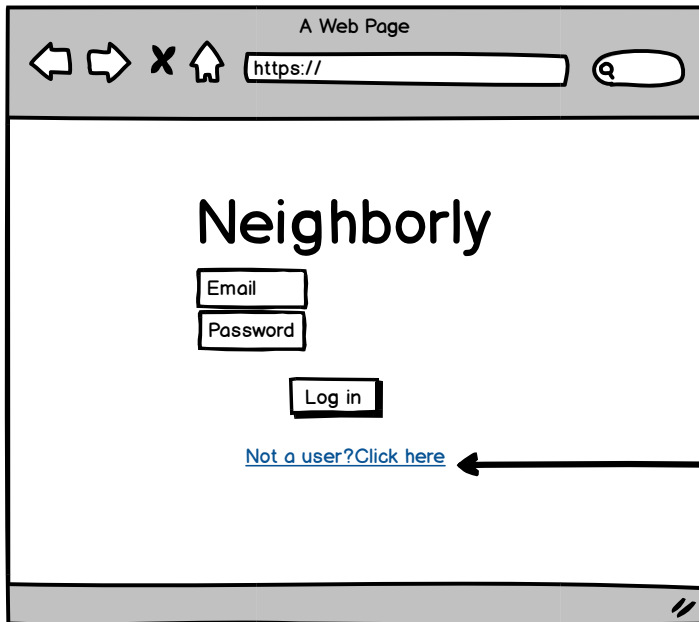 A Web Page
https://
Neighborly
Email
Password
Log in
Not a user?Click here